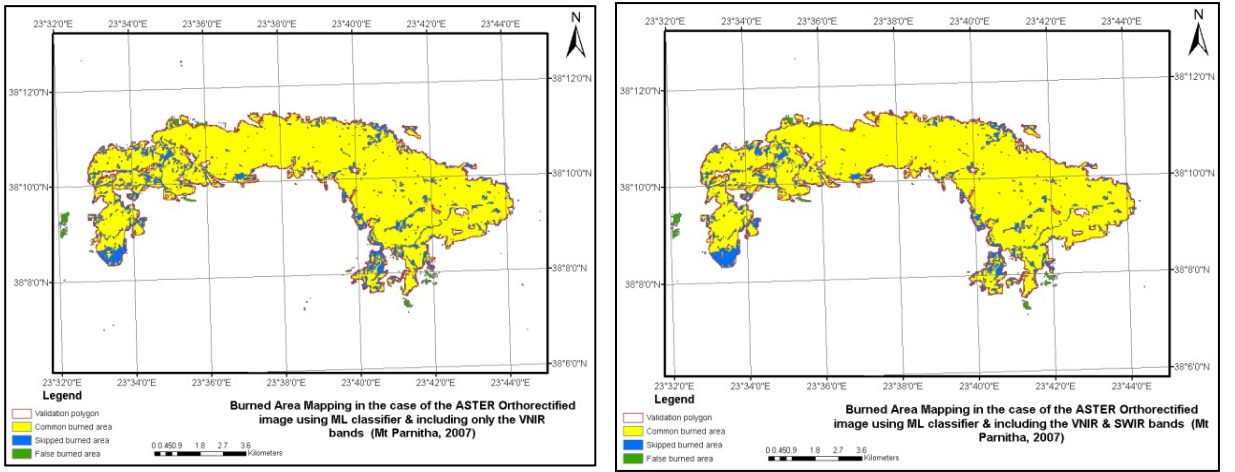 23°32'0"E 23°34'0"E 23°36'0"E 23°38'0"E 23°40'0"E 23°42'0"E 23°44'0"E
N
38°12'0"N 38°12'0"N
38°10'0"N 38°10'0"N
38°8'0"N 38°8'0"N
38°6'0"N
23°32'0"E 23°34'0"E 23°36'0"E 23°38'0"E 23°40'0"E 23°42'0"E 23°44'0"E
Legend
Validation polygon
Common burned area
Skipped burned area
False burned area
Burned Area Mapping in the case of the ASTER Orthorectified
image using ML classifier & including only the VNIR
bands (Mt Parnitha, 2007)
0 0.45 0.9 1.8 2.7 3.6
Kilometers
23°32'0"E 23°34'0"E 23°36'0"E 23°38'0"E 23°40'0"E 23°42'0"E 23°44'0"E
N
38°12'0"N 38°12'0"N
38°10'0"N 38°10'0"N
38°8'0"N 38°8'0"N
38°6'0"N
23°32'0"E 23°34'0"E 23°36'0"E 23°38'0"E 23°40'0"E 23°42'0"E 23°44'0"E
Legend
Validation polygon
Common burned area
Skipped burned area
False burned area
Burned Area Mapping in the case of the ASTER Orthorectified
image using ML classifier & including the VNIR & SWIR bands (Mt
Parnitha, 2007)
0 0.45 0.9 1.8 2.7 3.6
Kilometers